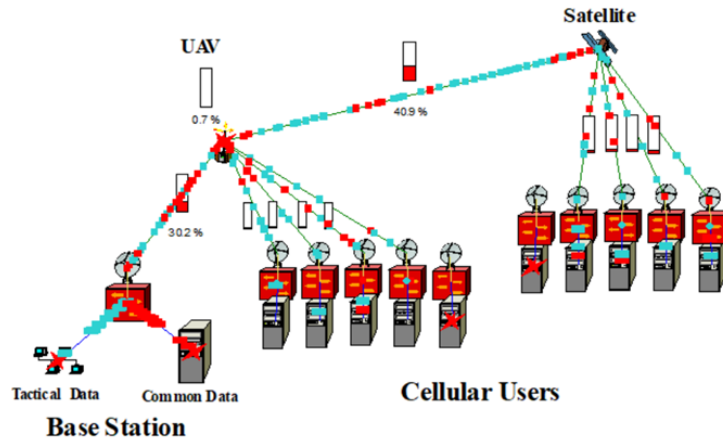 Satellite
UAV
40.9 %
0.7 %
30.2 %
Tactical Data
Common Data
Cellular Users
Base Station